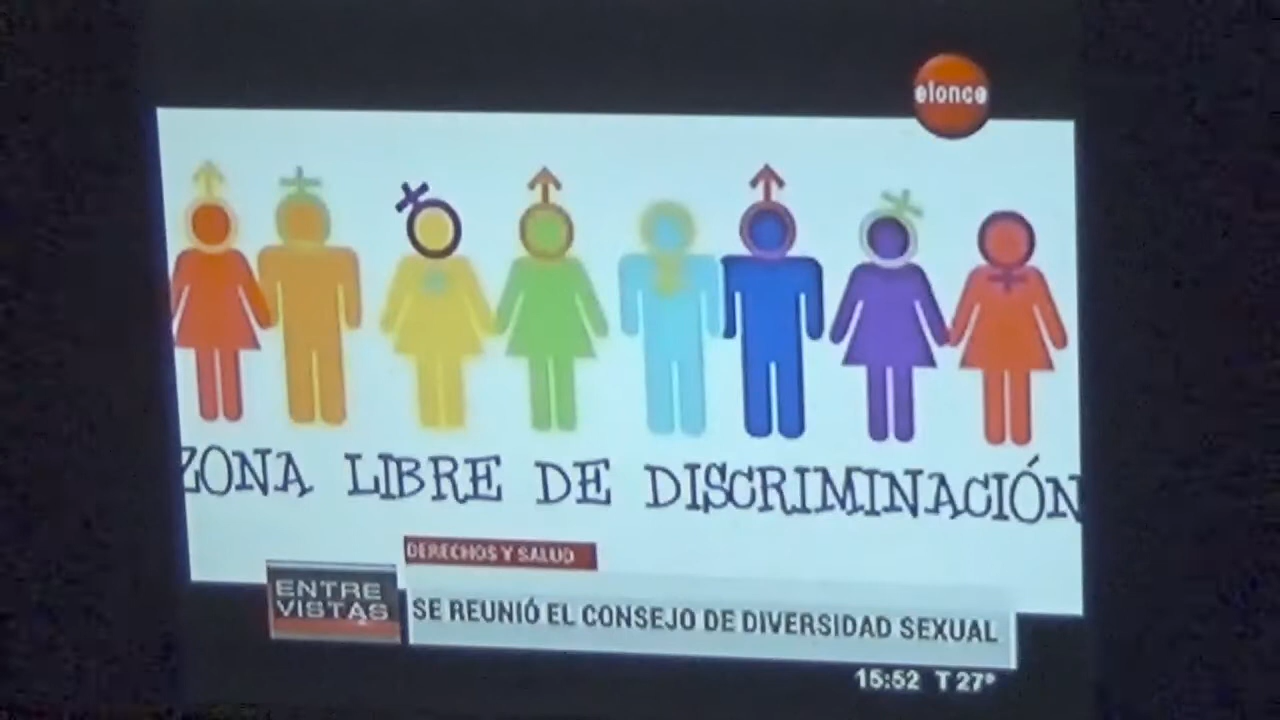 elonce
ZONA LIBRE DE DISCRIMINACIÓN
DERECHOS Y SALUD
ENTRE
VISTAS
SE REUNIÓ EL CONSEJO DE DIVERSIDAD SEXUAL
15:52 T 27°